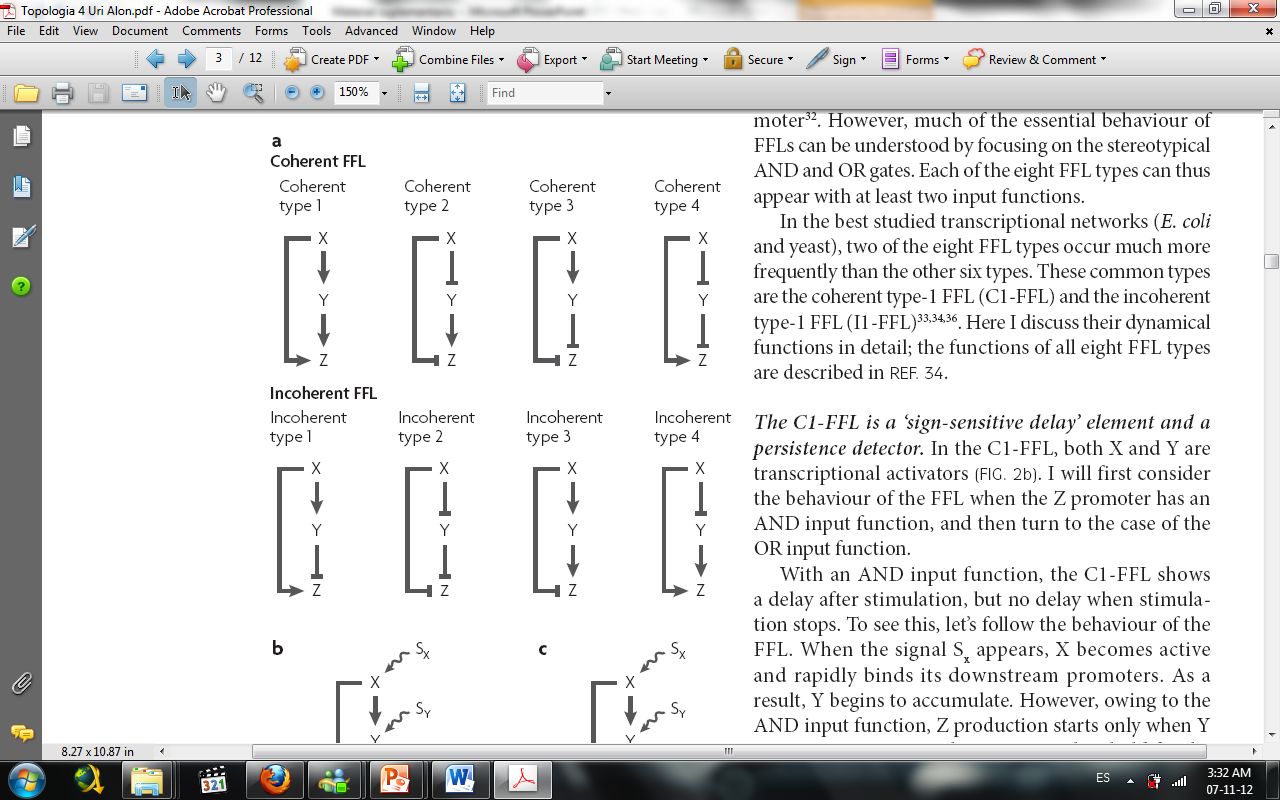 Topologia 4 Uri Alon.pdf - Adobe Acrobat Professional
File Edit View Document Comments Forms Tools Advanced Window Help
3 / 12 Create PDF Combine Files Export Start Meeting Secure Sign Forms Review & Comment
150% Find
a
Coherent FFL
Coherent type 1
Coherent type 2
Coherent type 3
Coherent type 4
X X X X
Y Y Y Y
Z Z Z Z
Incoherent FFL
Incoherent type 1
Incoherent type 2
Incoherent type 3
Incoherent type 4
X X X X
Y Y Y Y
Z Z Z Z
b SX c SX
X X
SY SY
Y Y
moter32. However, much of the essential behaviour of
FFLs can be understood by focusing on the stereotypical
AND and OR gates. Each of the eight FFL types can thus
appear with at least two input functions.
In the best studied transcriptional networks (E. coli
and yeast), two of the eight FFL types occur much more
frequently than the other six types. These common types
are the coherent type-1 FFL (C1-FFL) and the incoherent
type-1 FFL (I1-FFL)33,34,36. Here I discuss their dynamical
functions in detail; the functions of all eight FFL types
are described in REF. 34.
The C1-FFL is a ‘sign-sensitive delay’ element and a
persistence detector. In the C1-FFL, both X and Y are
transcriptional activators (FIG. 2b). I will first consider
the behaviour of the FFL when the Z promoter has an
AND input function, and then turn to the case of the
OR input function.
With an AND input function, the C1-FFL shows
a delay after stimulation, but no delay when stimula-
tion stops. To see this, let’s follow the behaviour of the
FFL. When the signal Sx appears, X becomes active
and rapidly binds its downstream promoters. As a
result, Y begins to accumulate. However, owing to the
AND input function, Z production starts only when Y
8.27 x 10.87 in
321 ES 3:32 AM
07-11-12